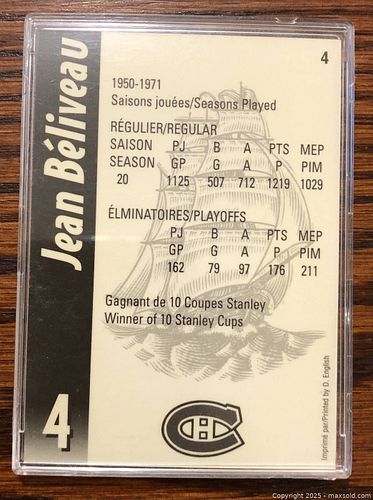 4
1950-1971
Saisons jouées/Seasons Played
RÉGULIER/REGULAR
SAISON PJ B A PTS MEP
SEASON GP G A P PIM
20 1125 507 712 1219 1029
ÉLMINATOIRES/PLAYOFFS
PJ B A PTS MEP
GP G A P PIM
162 79 97 176 211
Gagnant de 10 Coupes Stanley
Winner of 10 Stanley Cups
Jean Béliveau
4
Imprimé par/Printed by D. English
Copyright © 2025 - maxsold.com